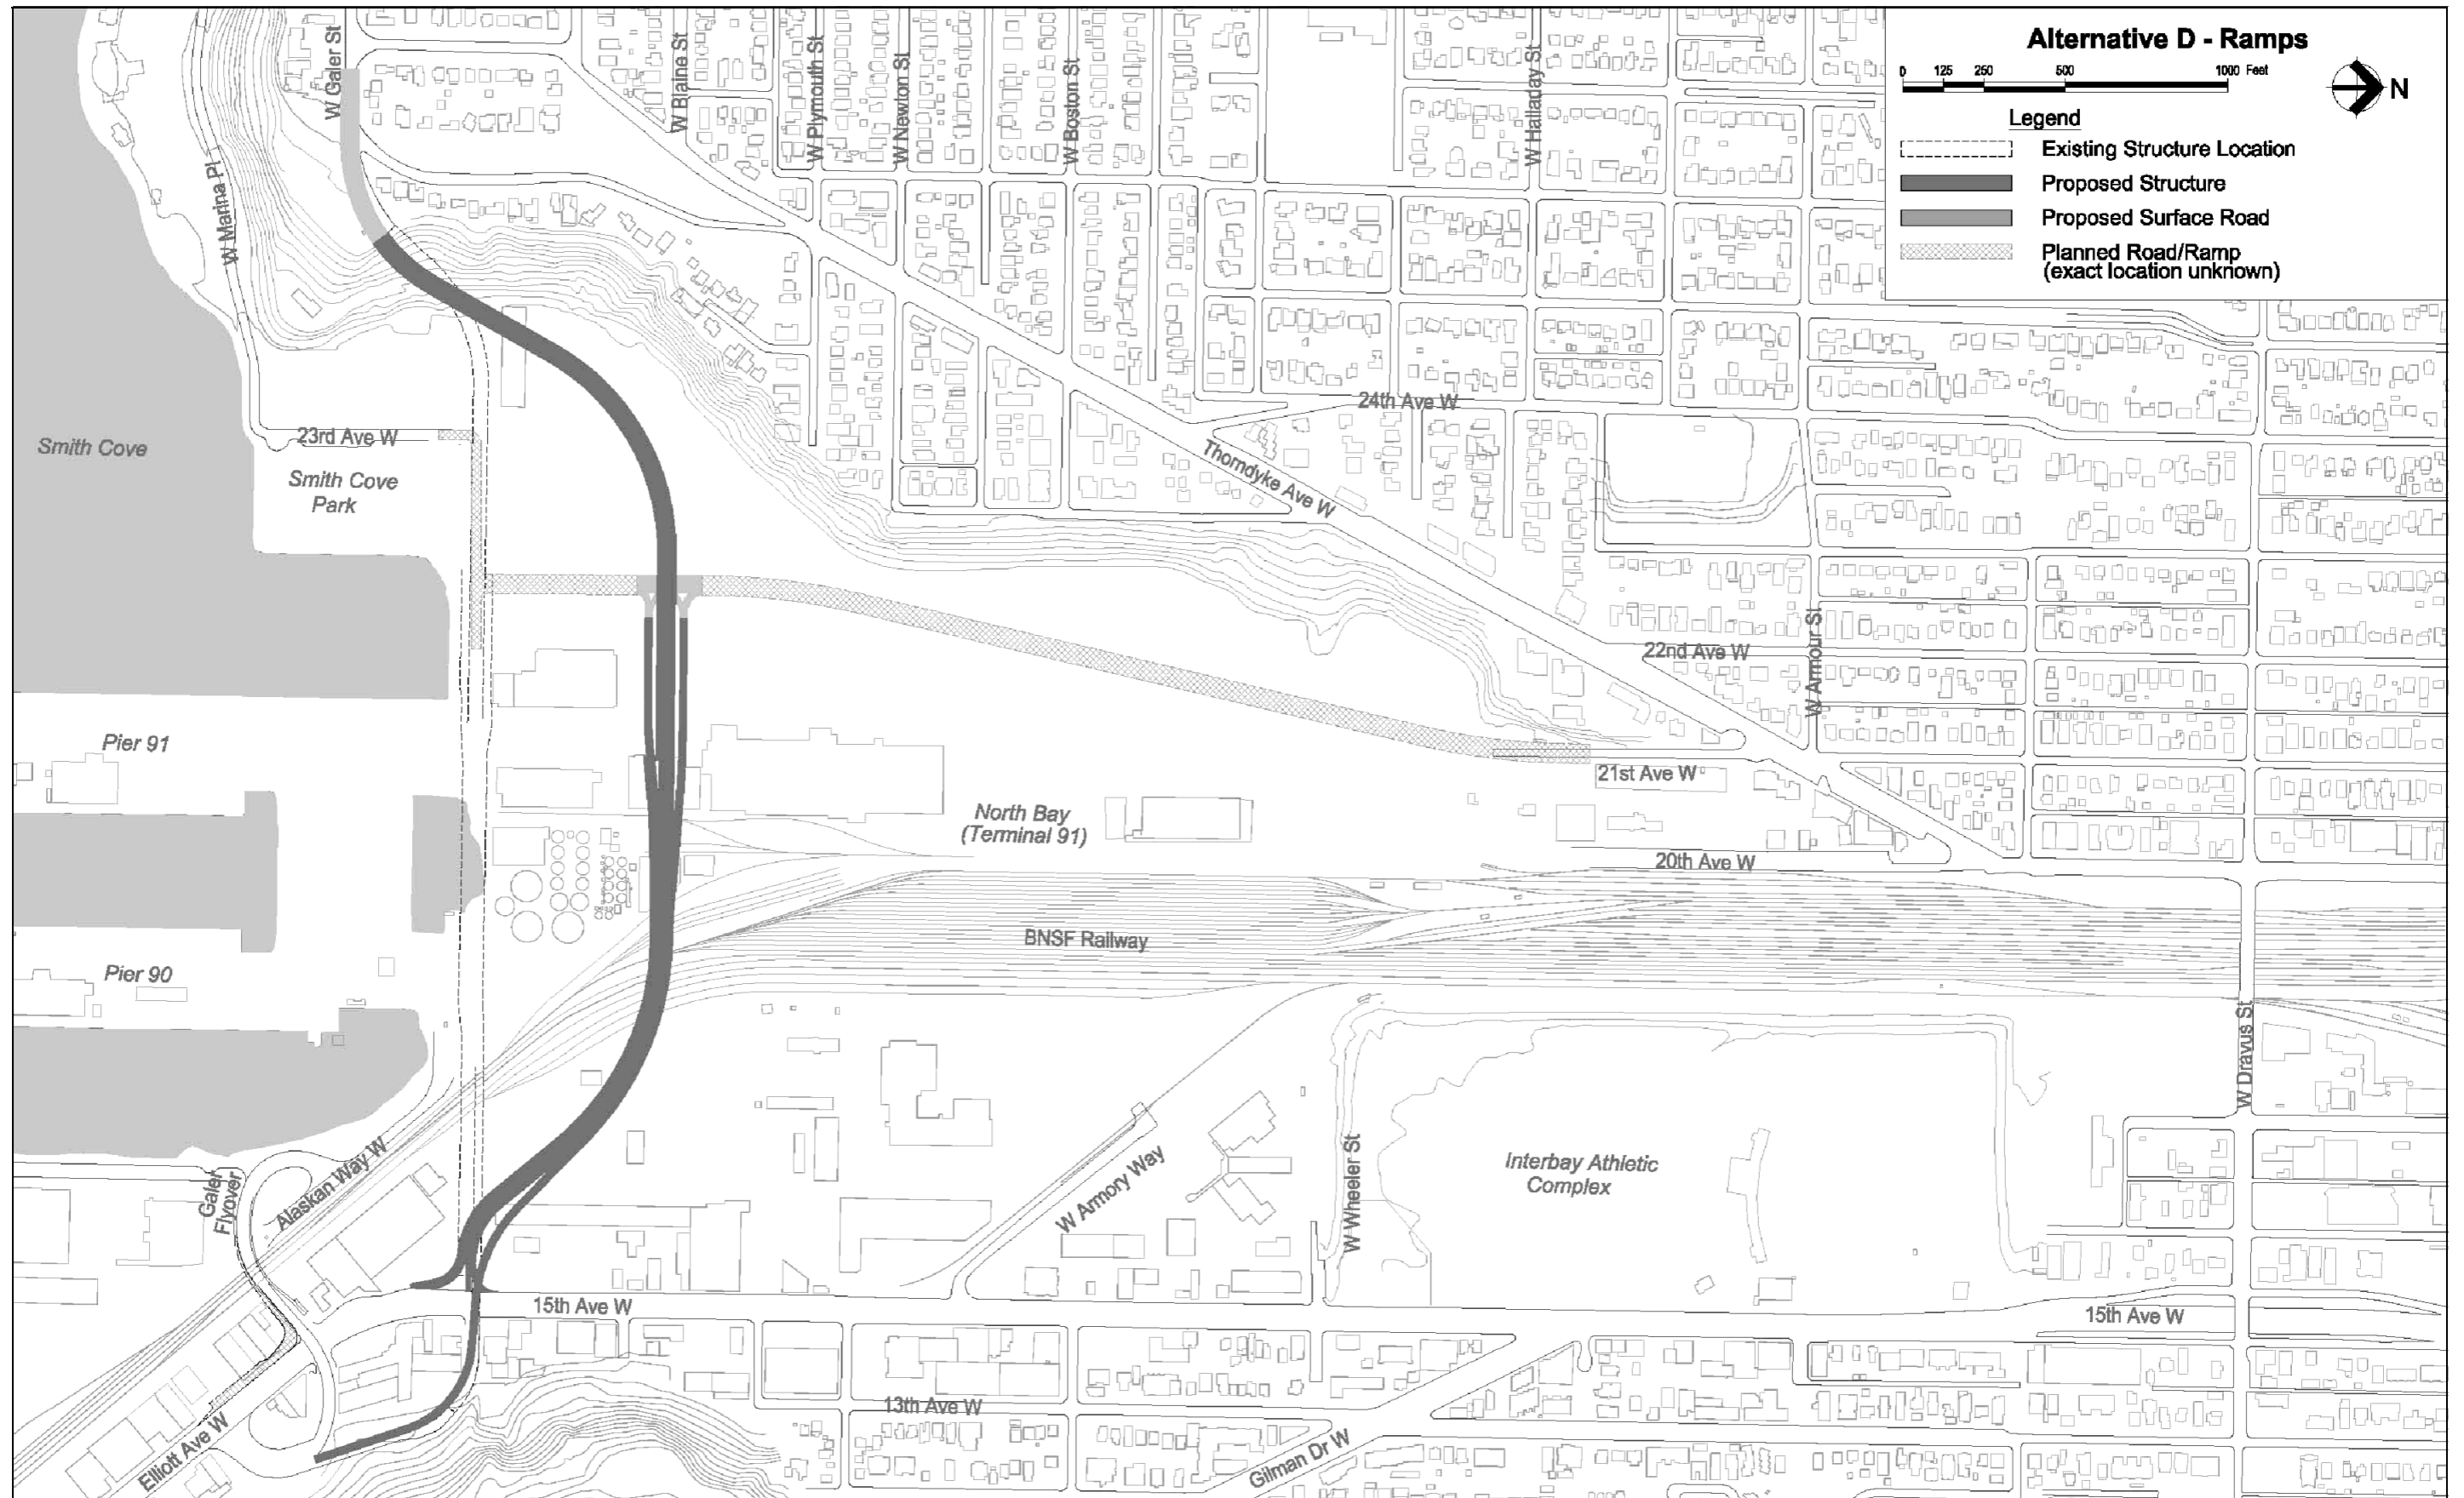 Alternative D - Ramps
0 125 250 500 1000 Feet
N
Legend
Existing Structure Location
Proposed Structure
Proposed Surface Road
Planned Road/Ramp
(exact location unknown)
W Galer St
W Blaine St
W Plymouth St
W Newton St
W Boston St
W Halladay St
W Marina Pl
24th Ave W
Thorndyke Ave W
23rd Ave W
Smith Cove
Smith Cove
Park
22nd Ave W
W Armour St
Pier 91
21st Ave W
North Bay
(Terminal 91)
20th Ave W
BNSF Railway
Pier 90
W Dravus St
Galer
Flyover
Alaskan Way W
W Armory Way
W Wheeler St
Interbay Athletic
Complex
15th Ave W
15th Ave W
13th Ave W
Elliott Ave W
Gilman Dr W